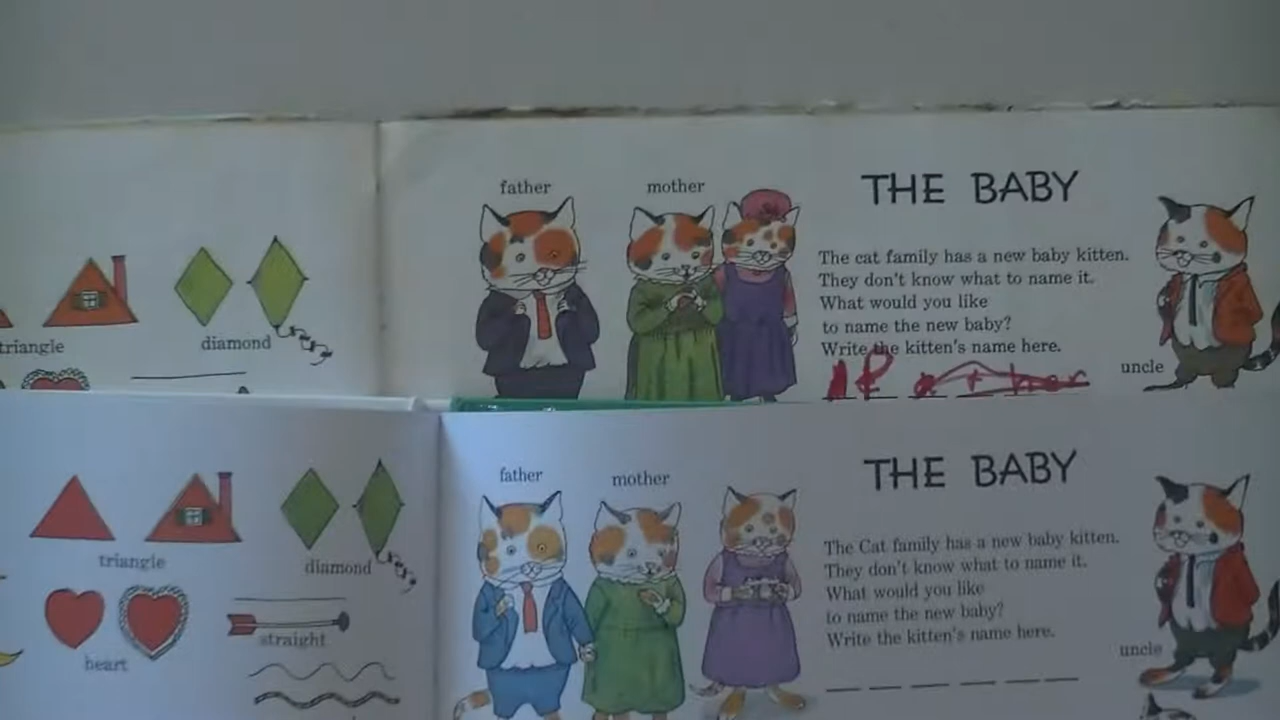 father
mother
THE BABY
The cat family has a new baby kitten.
They don't know what to name it.
What would you like
to name the new baby?
Write the kitten's name here.
uncle
triangle
diamond
father
mother
THE BABY
The Cat family has a new baby kitten.
They don't know what to name it.
What would you like
to name the new baby?
Write the kitten's name here.
uncle
triangle
diamond
heart
straight